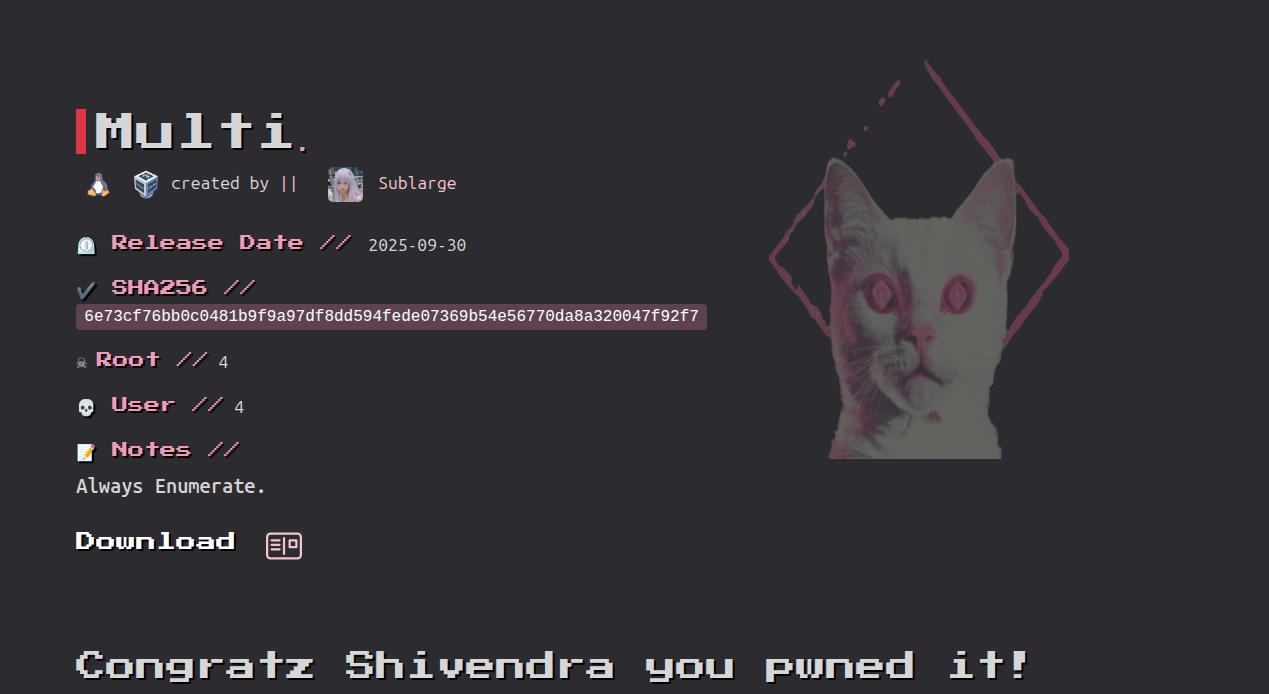 Multi.
created by || Sublarge
Release Date // 2025-09-30
SHA256 //
6e73cf76bb0c0481b9f9a97df8dd594fede07369b54e56770da8a320047f92f7
Root // 4
User // 4
Notes //
Always Enumerate.
Download
Congratz Shivendra you pwned it!